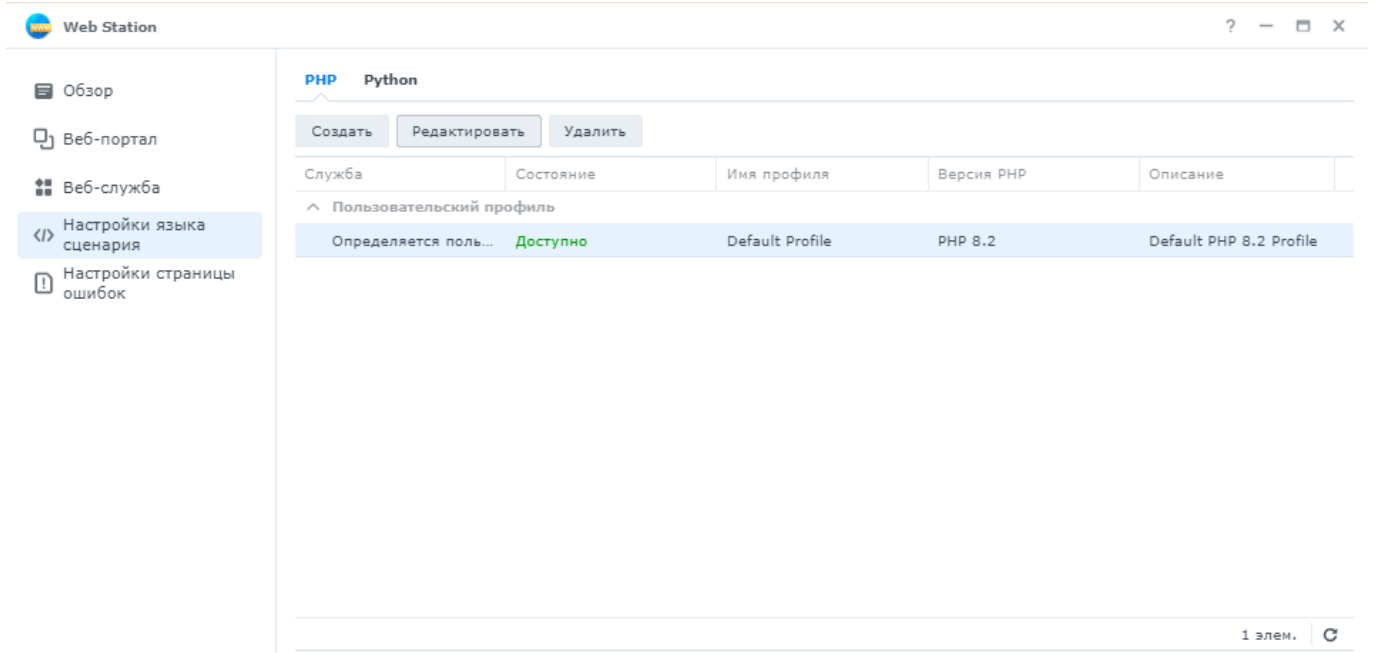 Web Station
?
Обзор
Веб-портал
Веб-служба
Настройки языка
сценария
Настройки страницы
ошибок
PHP Python
Создать Редактировать Удалить
Служба Состояние Имя профиля Версия PHP Описание
Пользовательский профиль
Определяется поль... Доступно Default Profile PHP 8.2 Default PHP 8.2 Profile
1 элем.